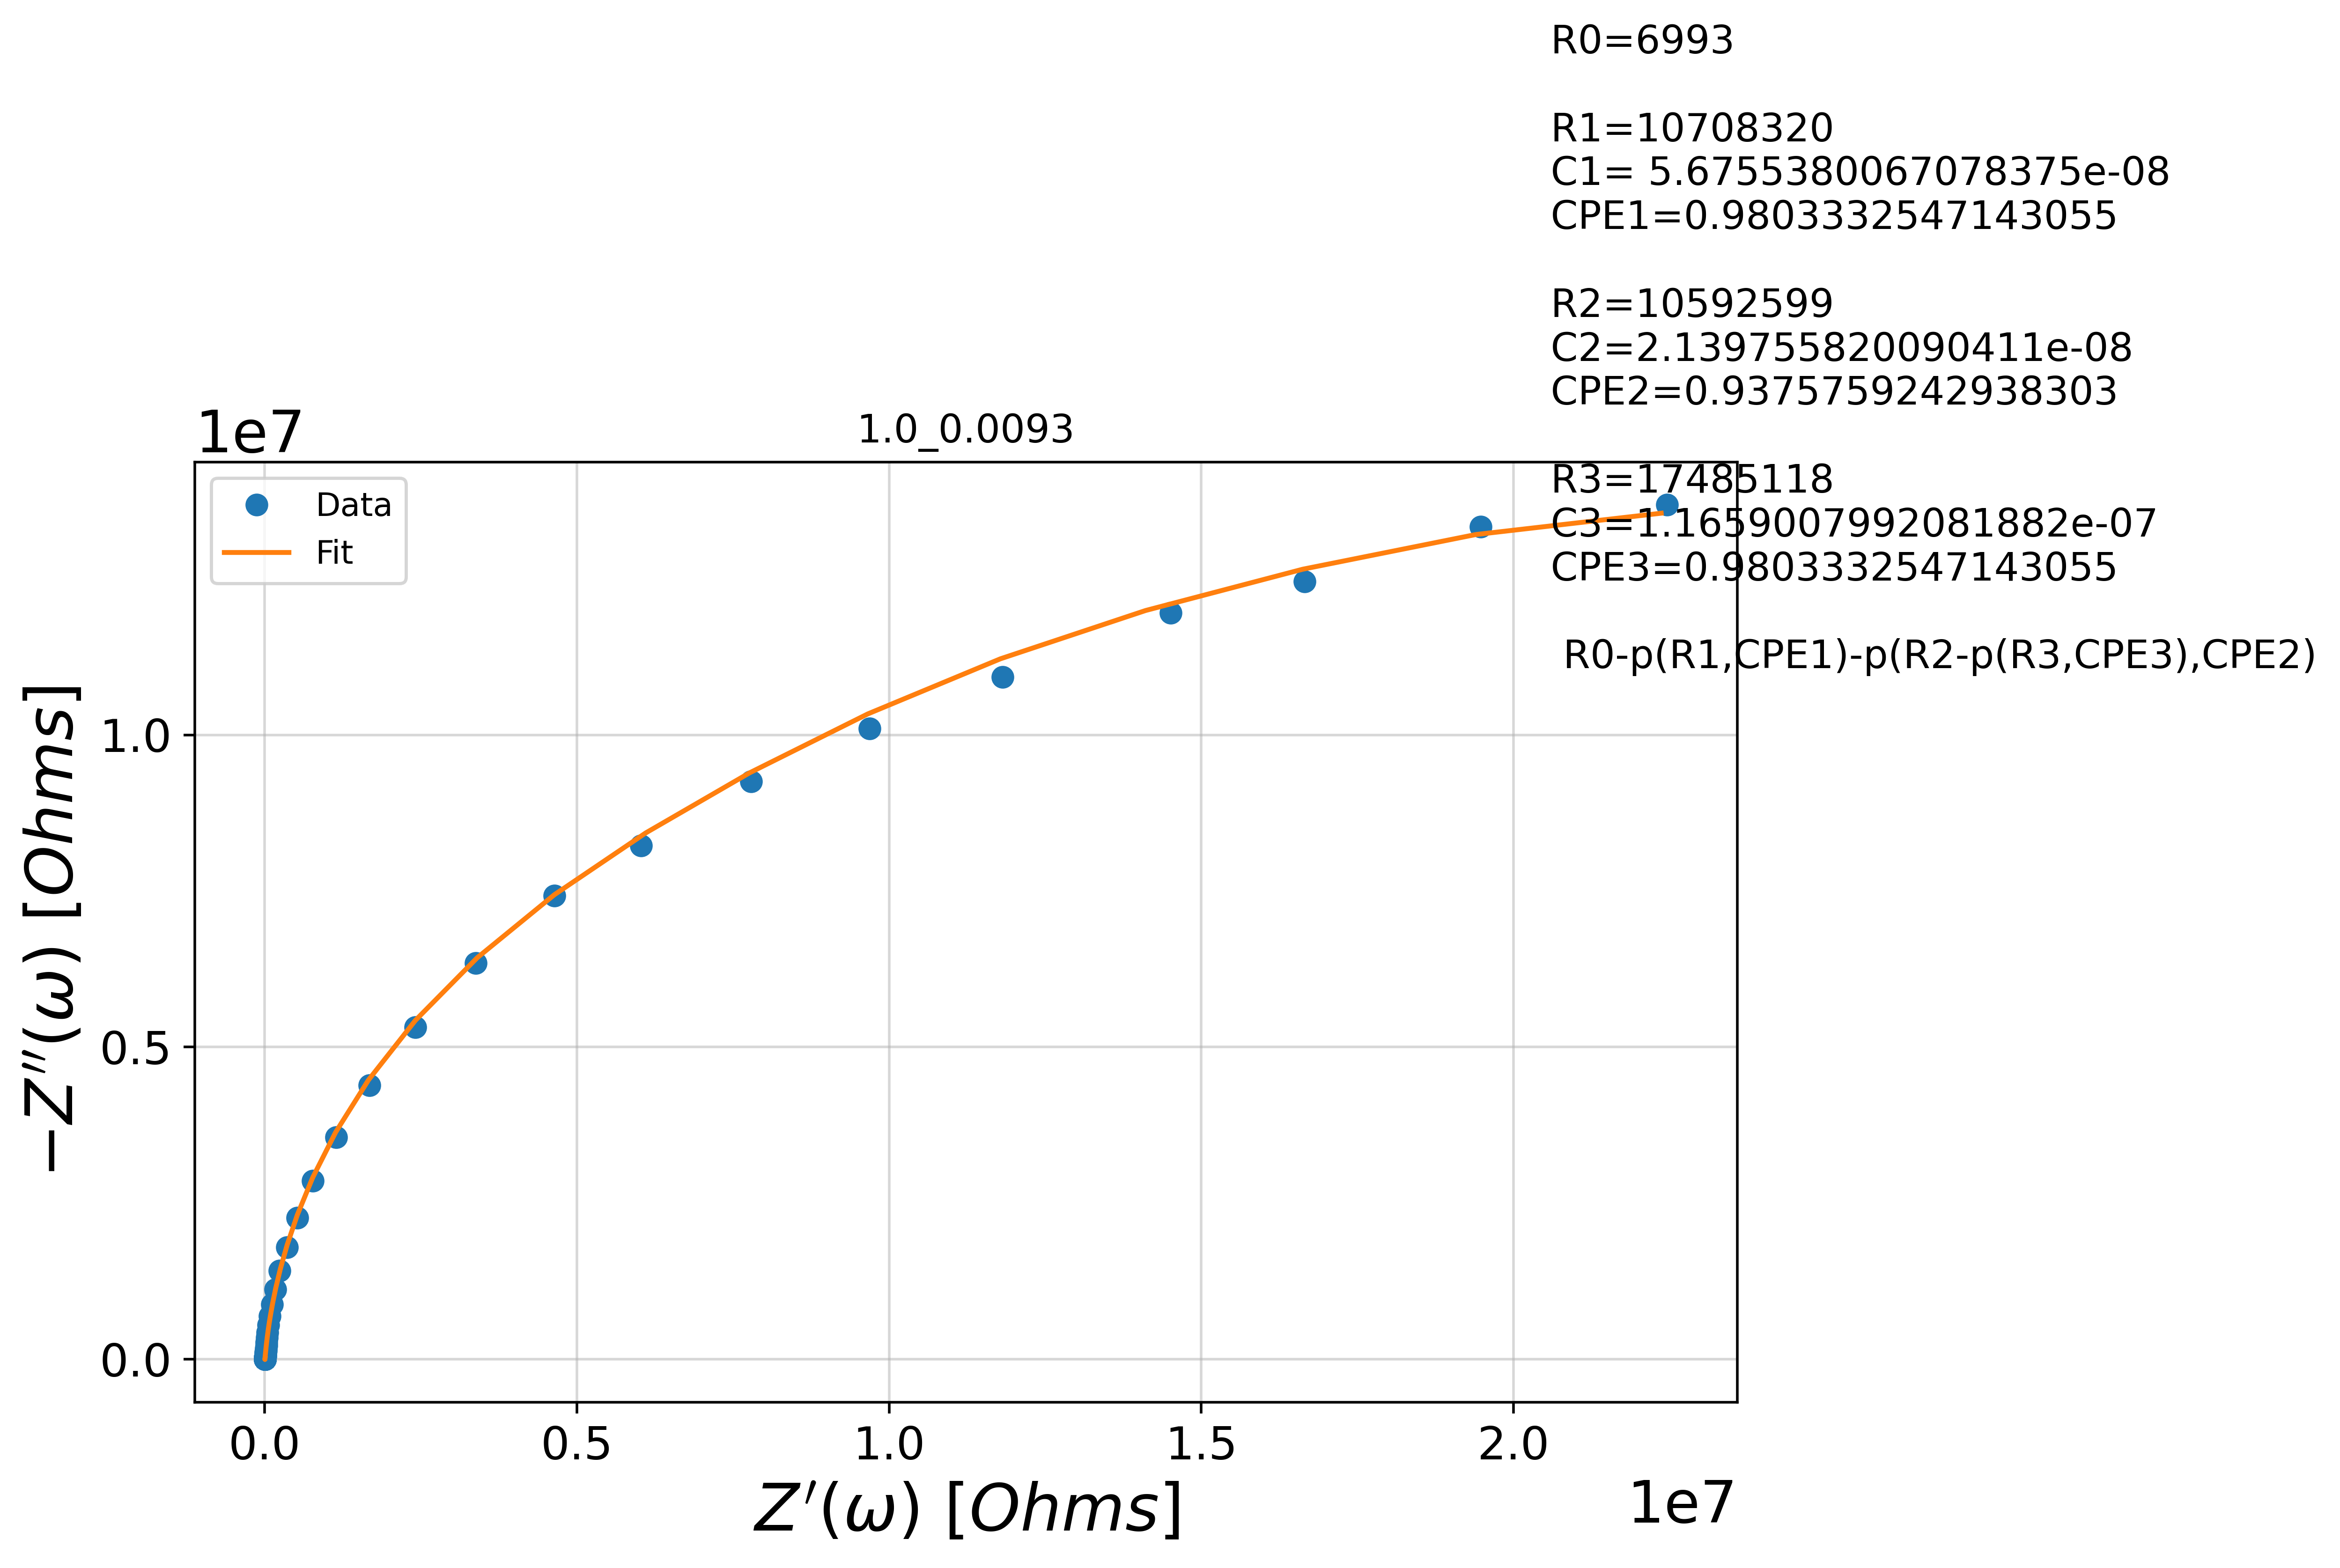 R0=6993
R1=10708320
C1= 5.6755380067078375e-08
CPE1=0.9803332547143055
R2=10592599
C2=2.139755820090411e-08
CPE2=0.9375759242938303
1e7
1.0_0.0093
R3=17485118
C3=1.1659007992081882e-07
CPE3=0.9803332547143055
R0-p(R1,CPE1)-p(R2-p(R3,CPE3),CPE2)
Data
Fit
−Z′′(ω) [Ohms]
1.0
0.5
0.0
0.0 0.5 1.0 1.5 2.0
Z′(ω) [Ohms]
1e7